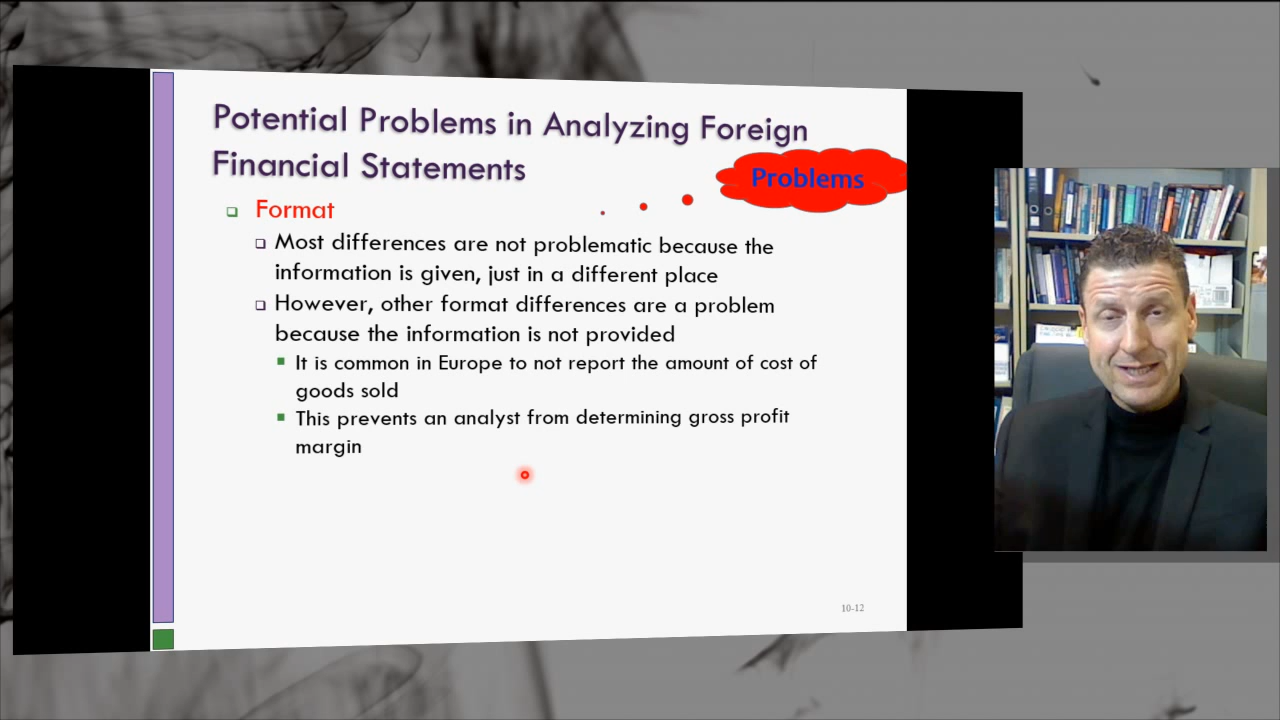 Potential Problems in Analyzing Foreign
Financial Statements
Problems
Format
Most differences are not problematic because the
information is given, just in a different place
However, other format differences are a problem
because the information is not provided
It is common in Europe to not report the amount of cost of
goods sold
This prevents an analyst from determining gross profit
margin
10-12